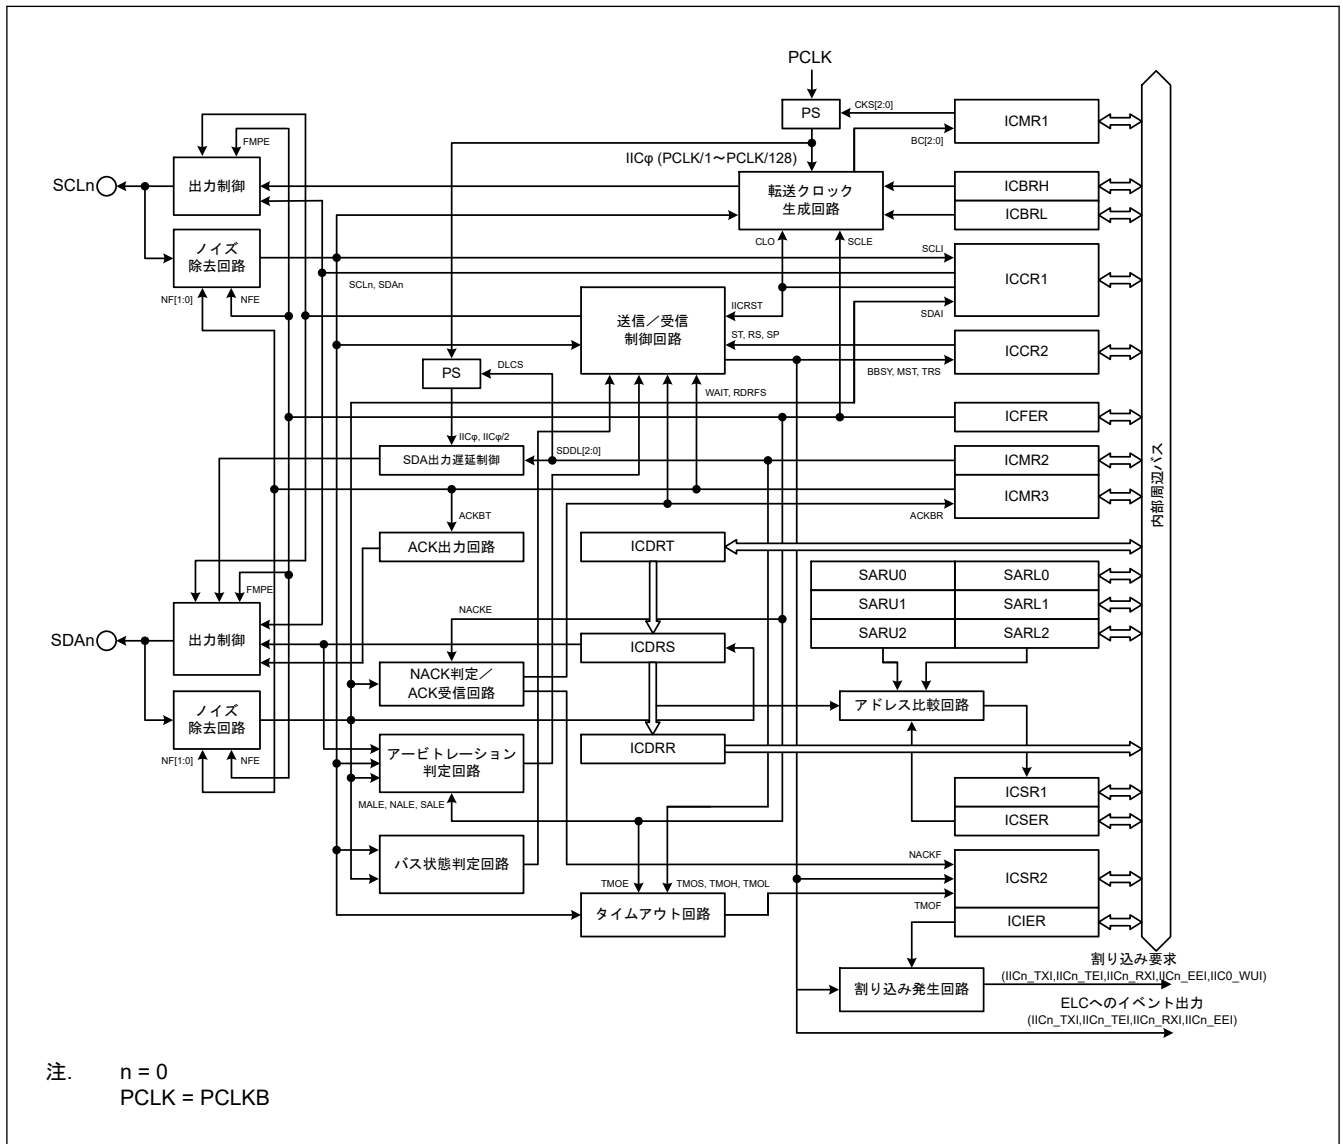 PCLK
PS
CKS[2:0]
ICMR1
BC[2:0]
FMPE
IICφ (PCLK/1～PCLK/128)
SCLn
出力制御
転送クロック
生成回路
ICBRH
ICBRL
ノイズ
除去回路
CLO
SCLE
SCLI
ICCR1
NF[1:0]
NFE
SCLn, SDAn
IICRST
SDAI
送信／受信
制御回路
ST, RS, SP
ICCR2
BBSY, MST, TRS
PS
DLCS
WAIT, RDRFS
ICFER
IICφ, IICφ/2
SDA出力遅延制御
SDDL[2:0]
ICMR2
ICMR3
ACKBT
ACKBR
内部周辺バス
ACK出力回路
ICDRT
SARU0
SARL0
FMPE
SARU1
SARL1
NACKE
SDAn
出力制御
ICDRS
SARU2
SARL2
NACK判定／
ACK受信回路
アドレス比較回路
ノイズ
除去回路
NF[1:0]
NFE
アービトレーション
判定回路
ICDRR
ICSR1
MALE, NALE, SALE
ICSER
バス状態判定回路
NACKF
ICSR2
TMOE
TMOS, TMOH, TMOL
タイムアウト回路
TMOF
ICIER
割り込み要求
(IICn_TXI,IICn_TEI,IICn_RXI,IICn_EEI,IIC0_WUI)
割り込み発生回路
ELCへのイベント出力
(IICn_TXI,IICn_TEI,IICn_RXI,IICn_EEI)
注. n = 0
PCLK = PCLKB